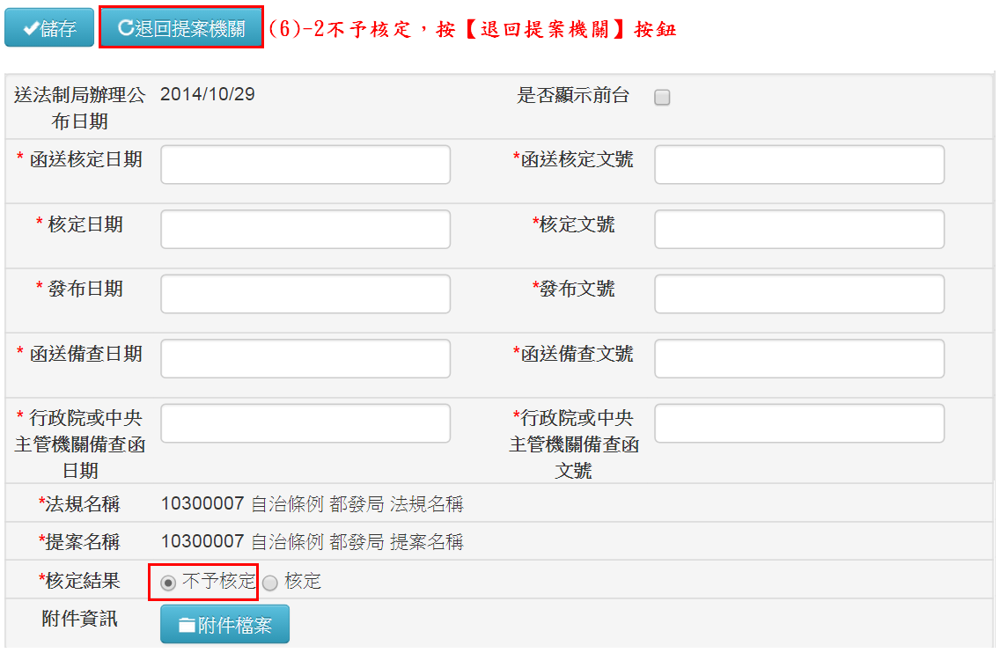 儲存 退回提案機關 (6)-2不予核定，按【退回提案機關】按鈕
送法制局辦理公布日期 2014/10/29 是否顯示前台
* 函送核定日期 *函送核定文號
* 核定日期 *核定文號
* 發布日期 *發布文號
* 函送備查日期 *函送備查文號
* 行政院或中央主管機關備查函日期 *行政院或中央主管機關備查函文號
*法規名稱 10300007 自治條例 都發局 法規名稱
*提案名稱 10300007 自治條例 都發局 提案名稱
*核定結果 不予核定 核定
附件資訊 附件檔案